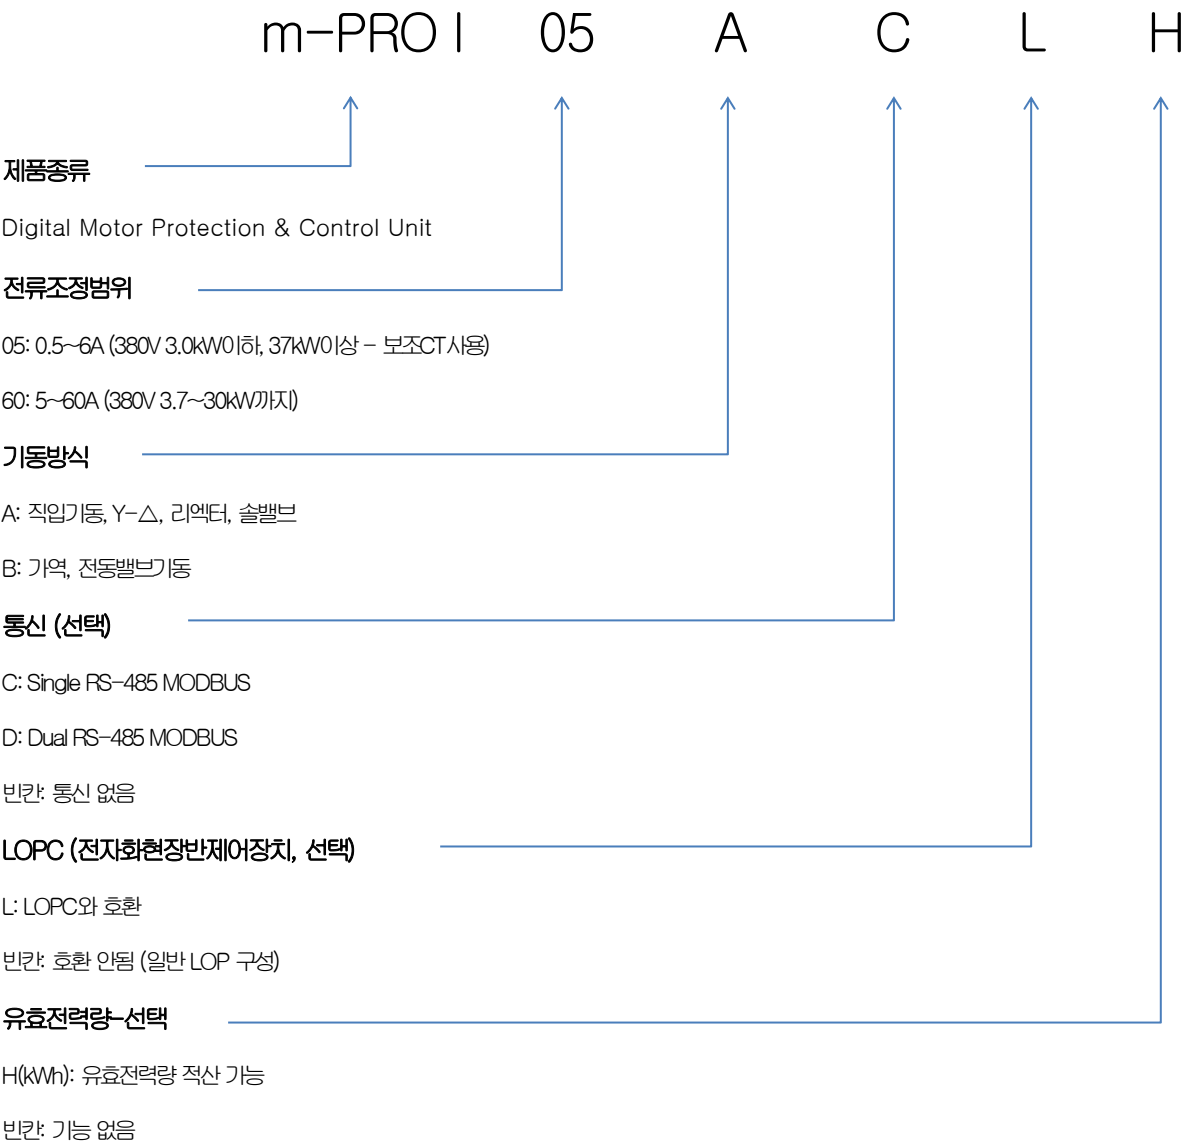 m-PRO I 05 A C L H
제품종류
Digital Motor Protection & Control Unit
전류조정범위
05: 0.5~6A (380V 3.0kW이하, 37kW이상 - 보조CT사용)
60: 5~60A (380V 3.7~30kW까지)
기동방식
A: 직입기동, Y-△, 리엑터, 솔밸브
B: 가역, 전동밸브기동
통신 (선택)
C: Single RS-485 MODBUS
D: Dual RS-485 MODBUS
빈칸: 통신 없음
LOPC (전자화현장반제어장치, 선택)
L: LOPC와 호환
빈칸: 호환 안됨 (일반 LOP 구성)
유효전력량-선택
H(kWh): 유효전력량 적산 기능
빈칸: 기능 없음